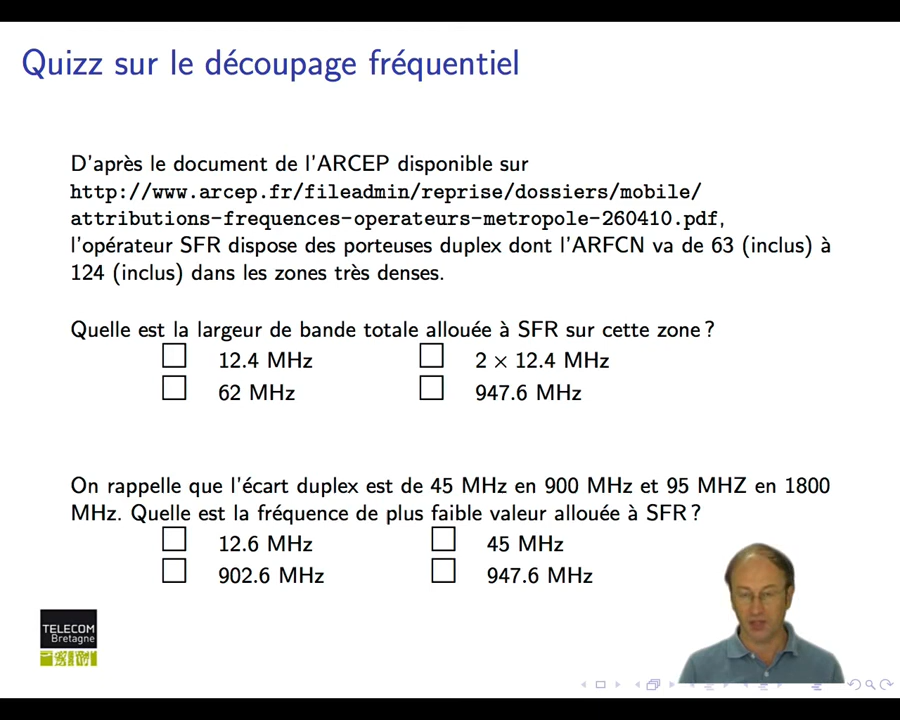 Quizz sur le découpage fréquentiel
D'après le document de l'ARCEP disponible sur
http://www.arcep.fr/fileadmin/reprise/dossiers/mobile/
attributions-frequences-operateurs-metropole-260410.pdf,
l'opérateur SFR dispose des porteuses duplex dont l'ARFCN va de 63 (inclus) à
124 (inclus) dans les zones très denses.
Quelle est la largeur de bande totale allouée à SFR sur cette zone ?
12.4 MHz 2 × 12.4 MHz
62 MHz 947.6 MHz
On rappelle que l'écart duplex est de 45 MHz en 900 MHz et 95 MHZ en 1800
MHz. Quelle est la fréquence de plus faible valeur allouée à SFR ?
12.6 MHz 45 MHz
902.6 MHz 947.6 MHz
TELECOM
Bretagne